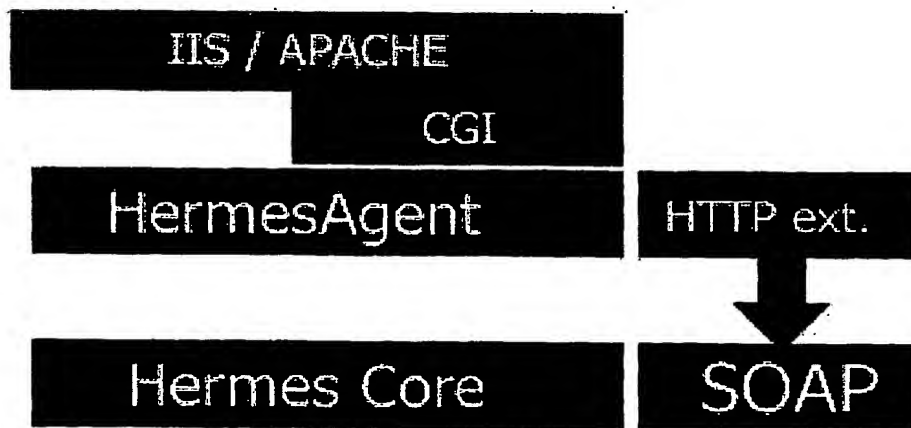 IIS / APACHE
CGI
HermesAgent
HTTP ext.
Hermes Core
SOAP